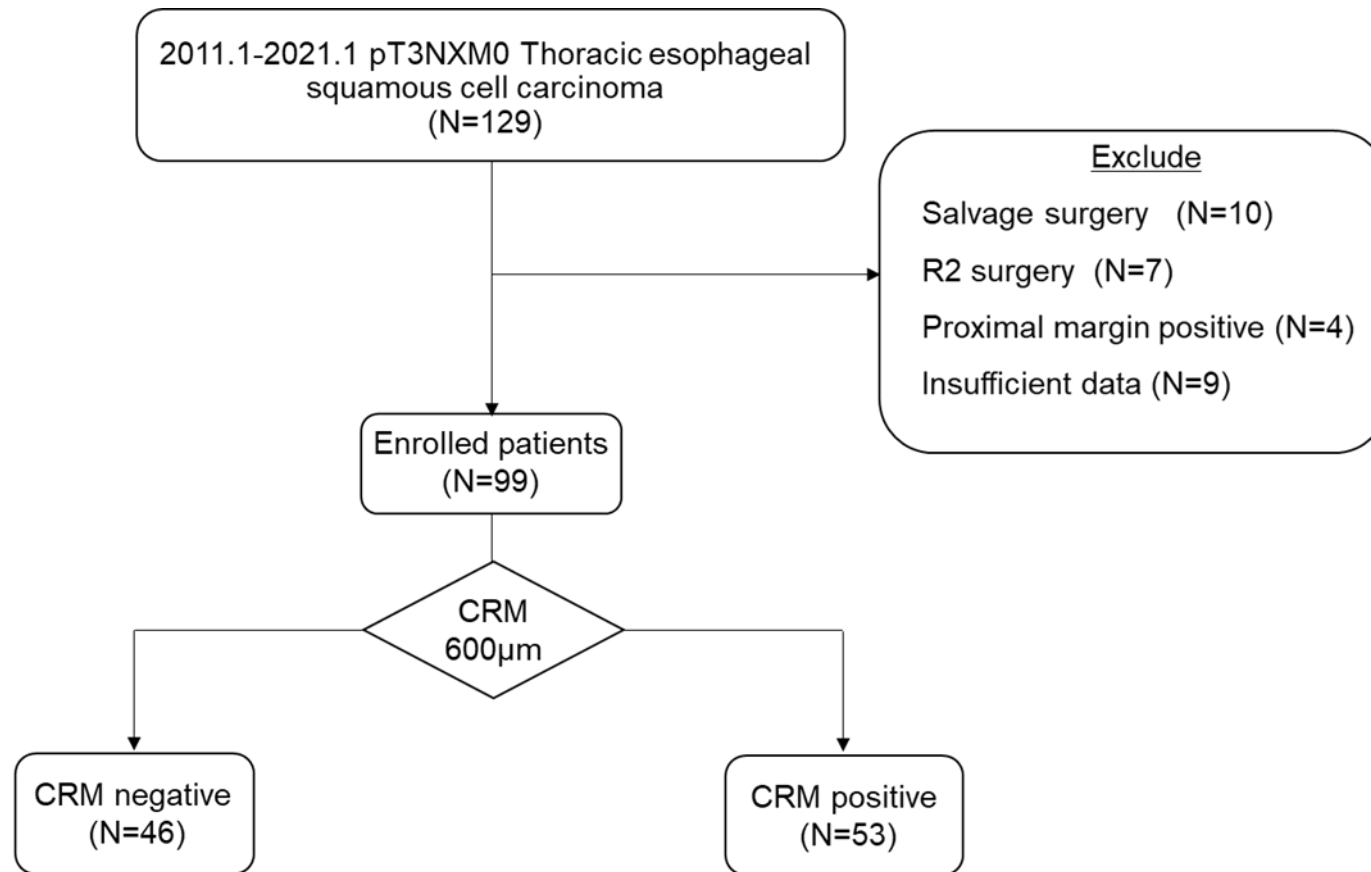 2011.1-2021.1 pT3NXM0 Thoracic esophageal
squamous cell carcinoma
(N=129)
Exclude
Salvage surgery (N=10)
R2 surgery (N=7)
Proximal margin positive (N=4)
Insufficient data (N=9)
Enrolled patients
(N=99)
CRM
600μm
CRM negative
(N=46)
CRM positive
(N=53)